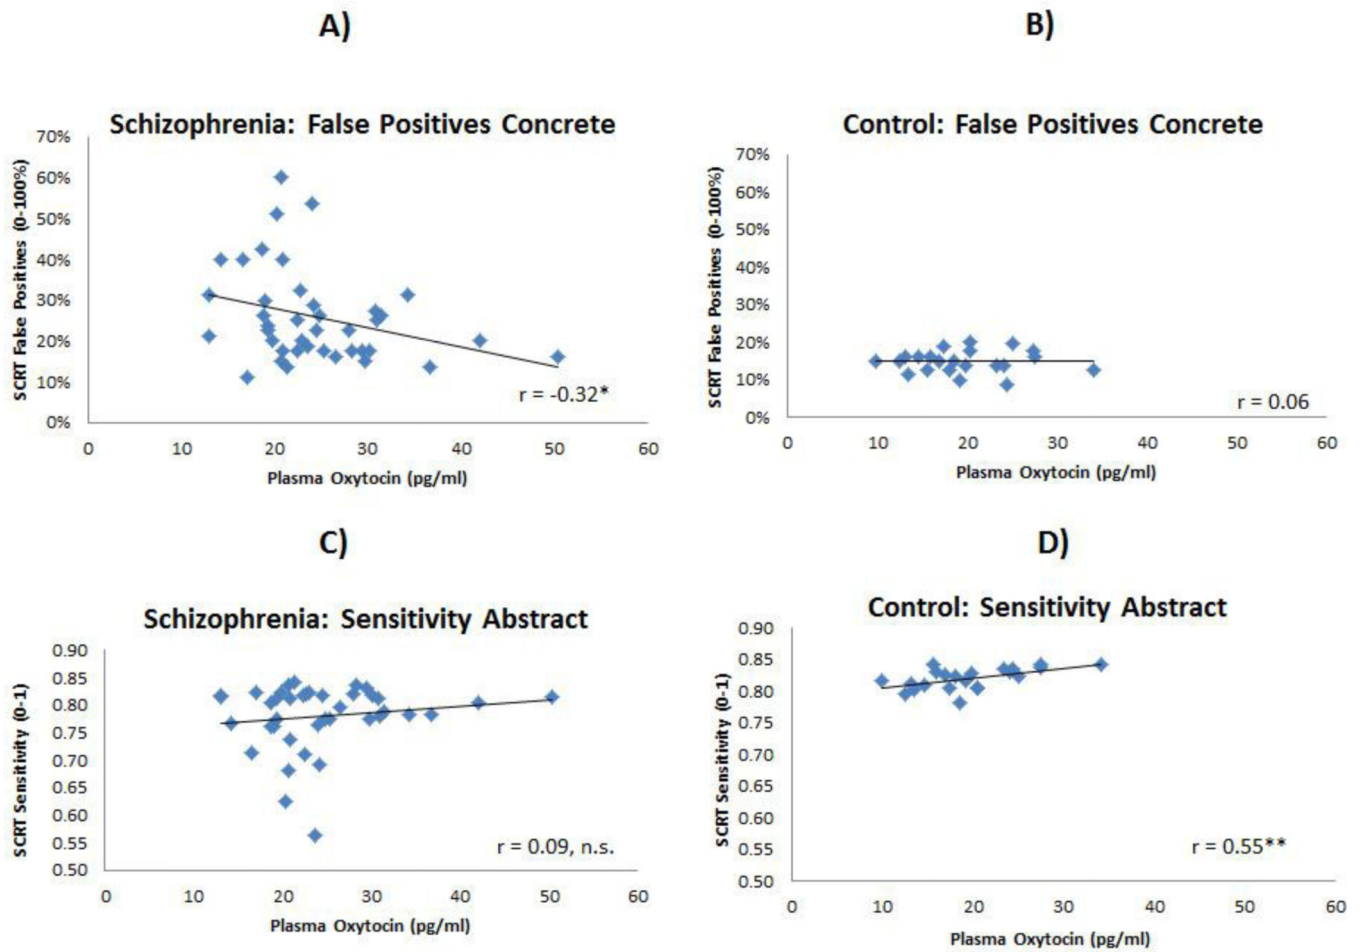 A)
Schizophrenia: False Positives Concrete
SCRT False Positives (0-100%)
70%
60%
50%
40%
30%
20%
10%
0%
r = -0.32*
0 10 20 30 40 50 60
Plasma Oxytocin (pg/ml)
B)
Control: False Positives Concrete
SCRT False Positives (0-100%)
70%
60%
50%
40%
30%
20%
10%
0%
r = 0.06
0 10 20 30 40 50 60
Plasma Oxytocin (pg/ml)
C)
Schizophrenia: Sensitivity Abstract
SCRT Sensitivity (0-1)
0.90
0.85
0.80
0.75
0.70
0.65
0.60
0.55
0.50
r = 0.09, n.s.
0 10 20 30 40 50 60
Plasma Oxytocin (pg/ml)
D)
Control: Sensitivity Abstract
SCRT Sensitivity (0-1)
0.90
0.85
0.80
0.75
0.70
0.65
0.60
0.55
0.50
r = 0.55**
0 10 20 30 40 50 60
Plasma Oxytocin (pg/ml)